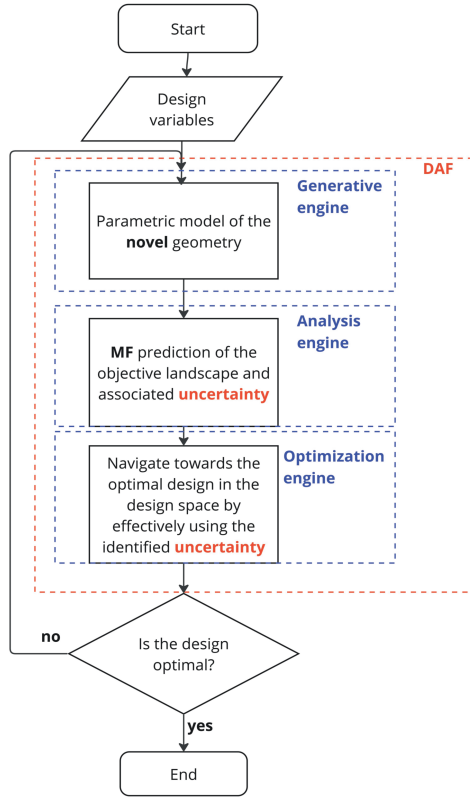 Start
Design
variables
DAF
Generative
engine
Parametric model of the
novel geometry
Analysis
engine
MF prediction of the
objective landscape and
associated uncertainty
Optimization
engine
Navigate towards the
optimal design in the
design space by
effectively using the
identified uncertainty
no
Is the design
optimal?
yes
End